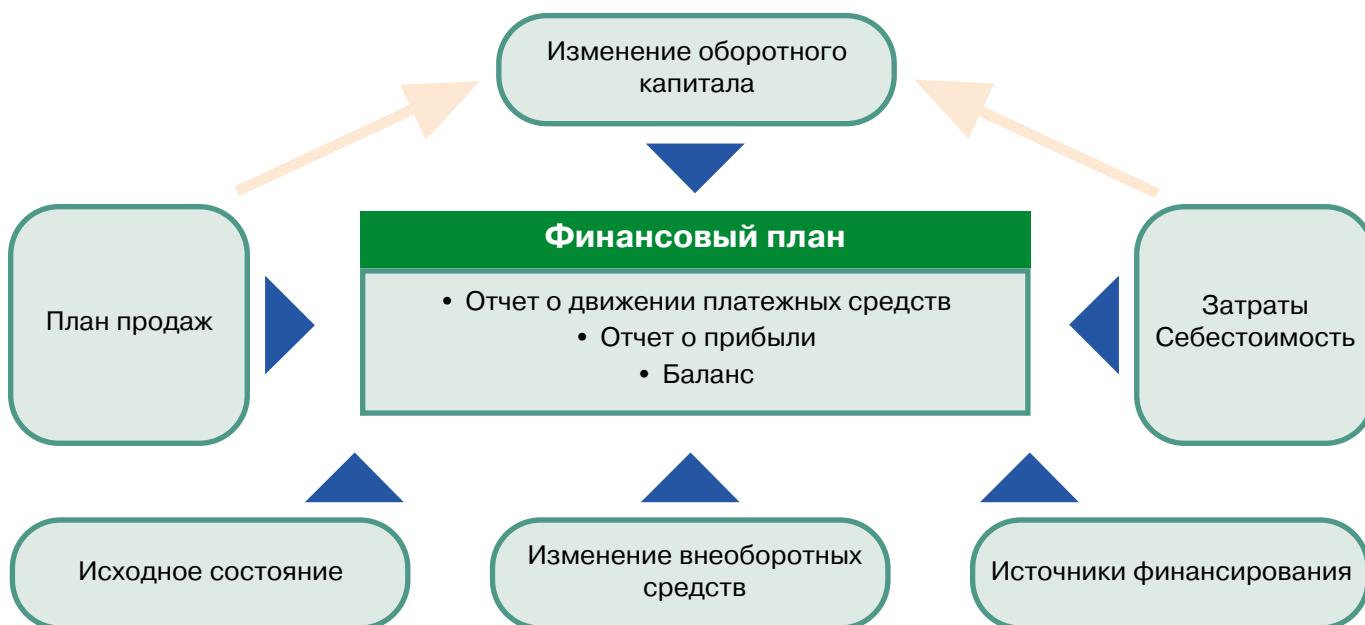 Изменение оборотного
капитала
Финансовый план
• Отчет о движении платежных средств
• Отчет о прибыли
• Баланс
План продаж
Затраты
Себестоимость
Исходное состояние
Изменение внеоборотных
средств
Источники финансирования